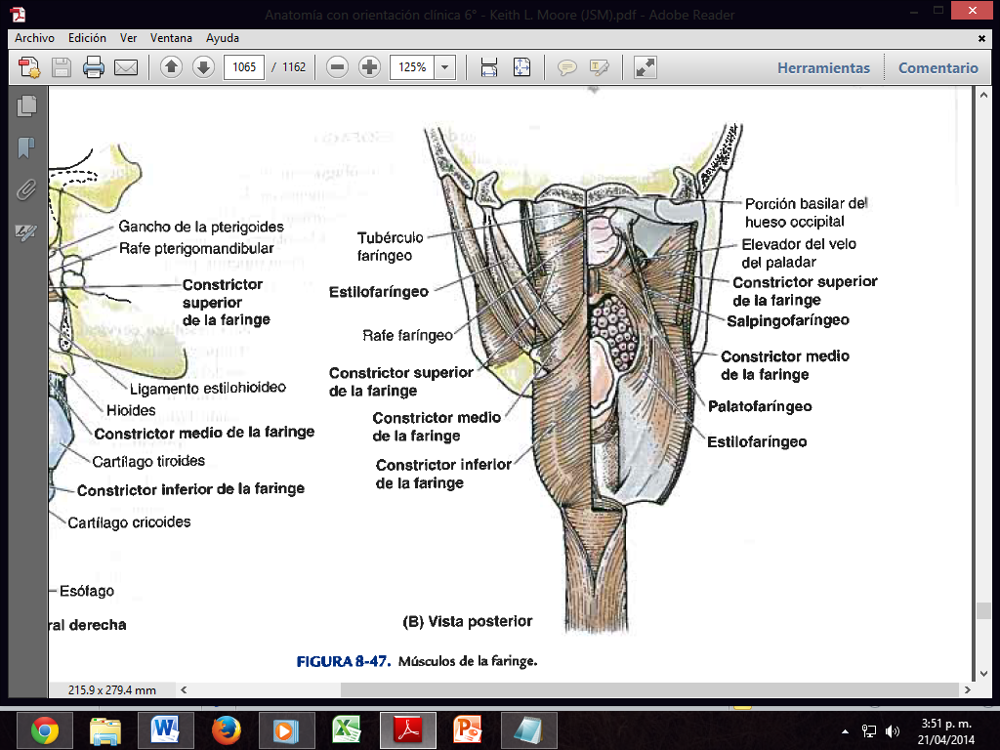 Anatomía con orientación clínica 6° - Keith L. Moore (JSM).pdf - Adobe Reader
Archivo Edición Ver Ventana Ayuda
1065 / 1162 125% Herramientas Comentario
Gancho de la pterigoides
Rafe pterigomandibular
Constrictor
superior
de la faringe
Ligamento estilohioideo
Hioides
Constrictor medio de la faringe
Cartílago tiroides
Constrictor inferior de la faringe
Cartílago cricoides
Esófago
ral derecha
Tubérculo
faríngeo
Estilofaríngeo
Rafe faríngeo
Constrictor superior
de la faringe
Constrictor medio
de la faringe
Constrictor inferior
de la faringe
Porción basilar del
hueso occipital
Elevador del velo
del paladar
Constrictor superior
de la faringe
Salpingofaríngeo
Constrictor medio
de la faringe
Palatofaríngeo
Estilofaríngeo
(B) Vista posterior
FIGURA 8-47. Músculos de la faringe.
215.9 x 279.4 mm
3:51 p. m.
21/04/2014